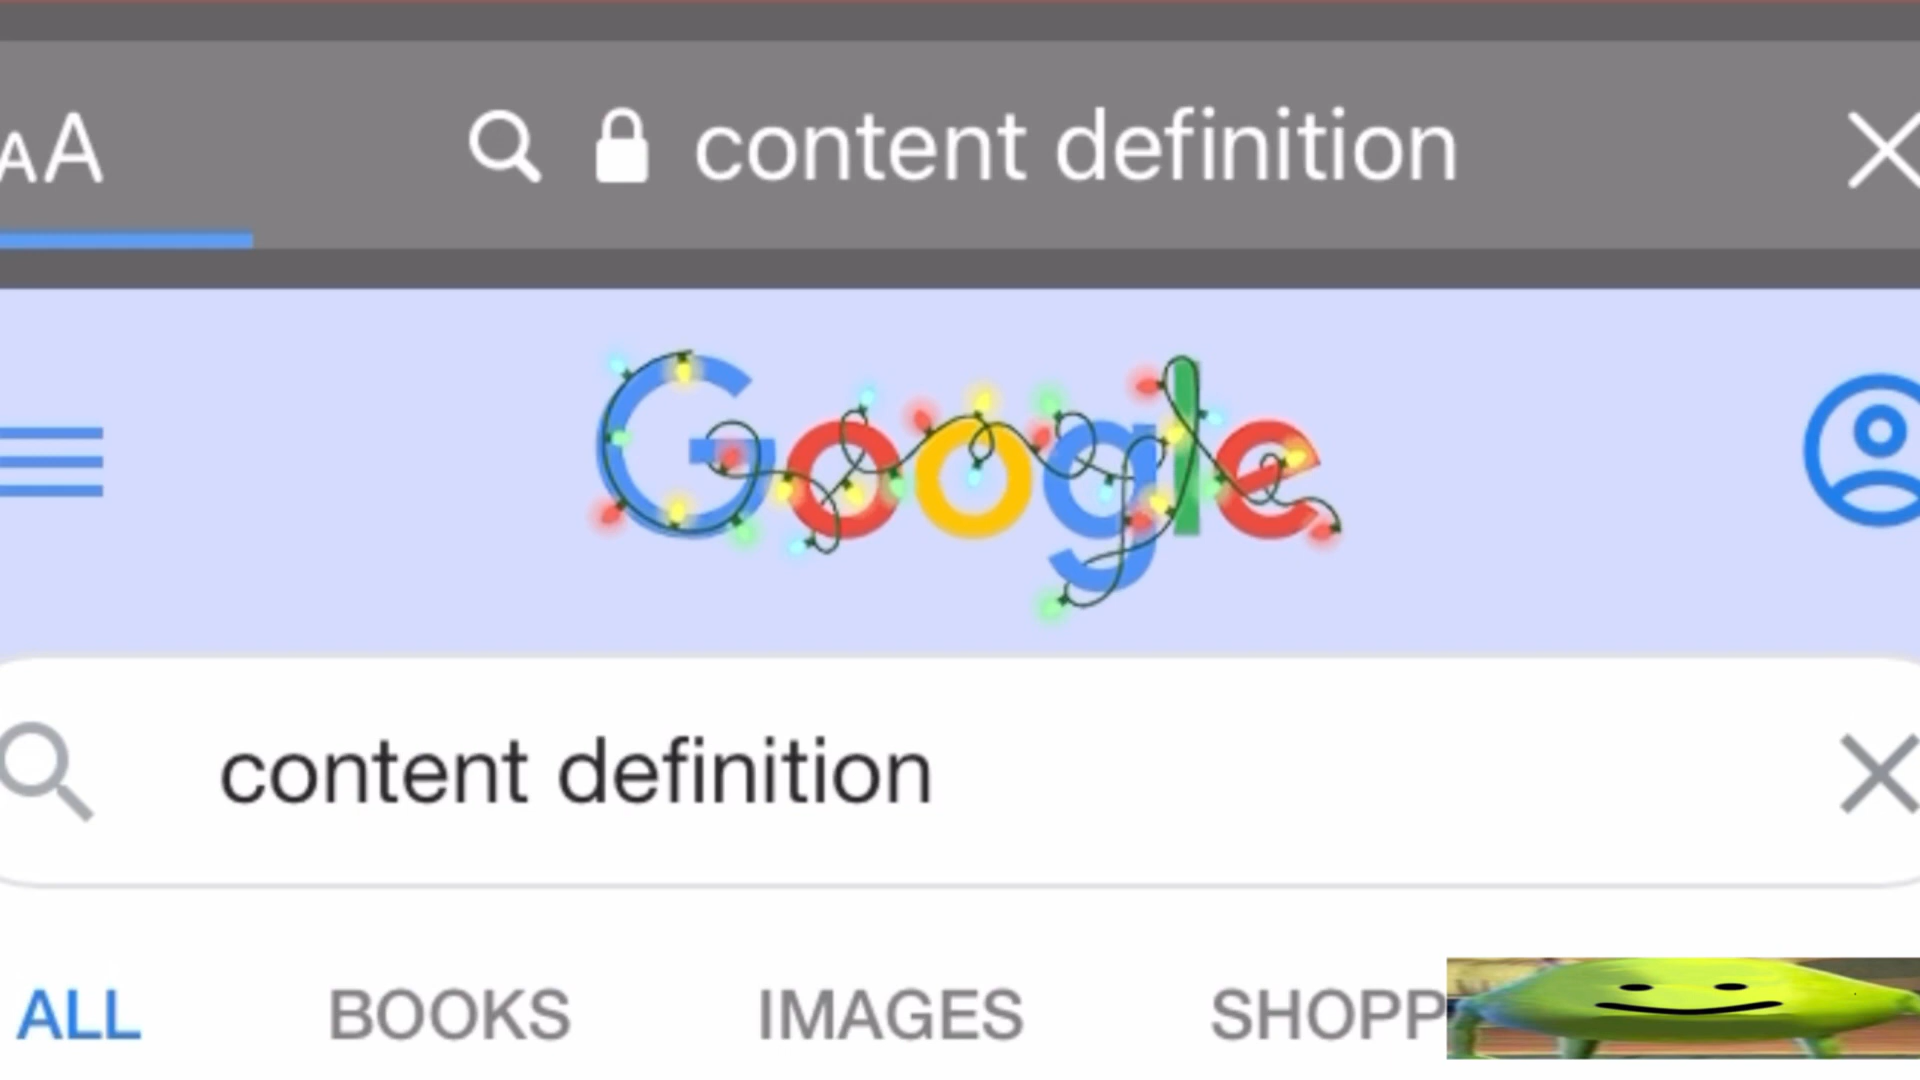 AA content definition
Google
content definition
ALL BOOKS IMAGES SHOPP